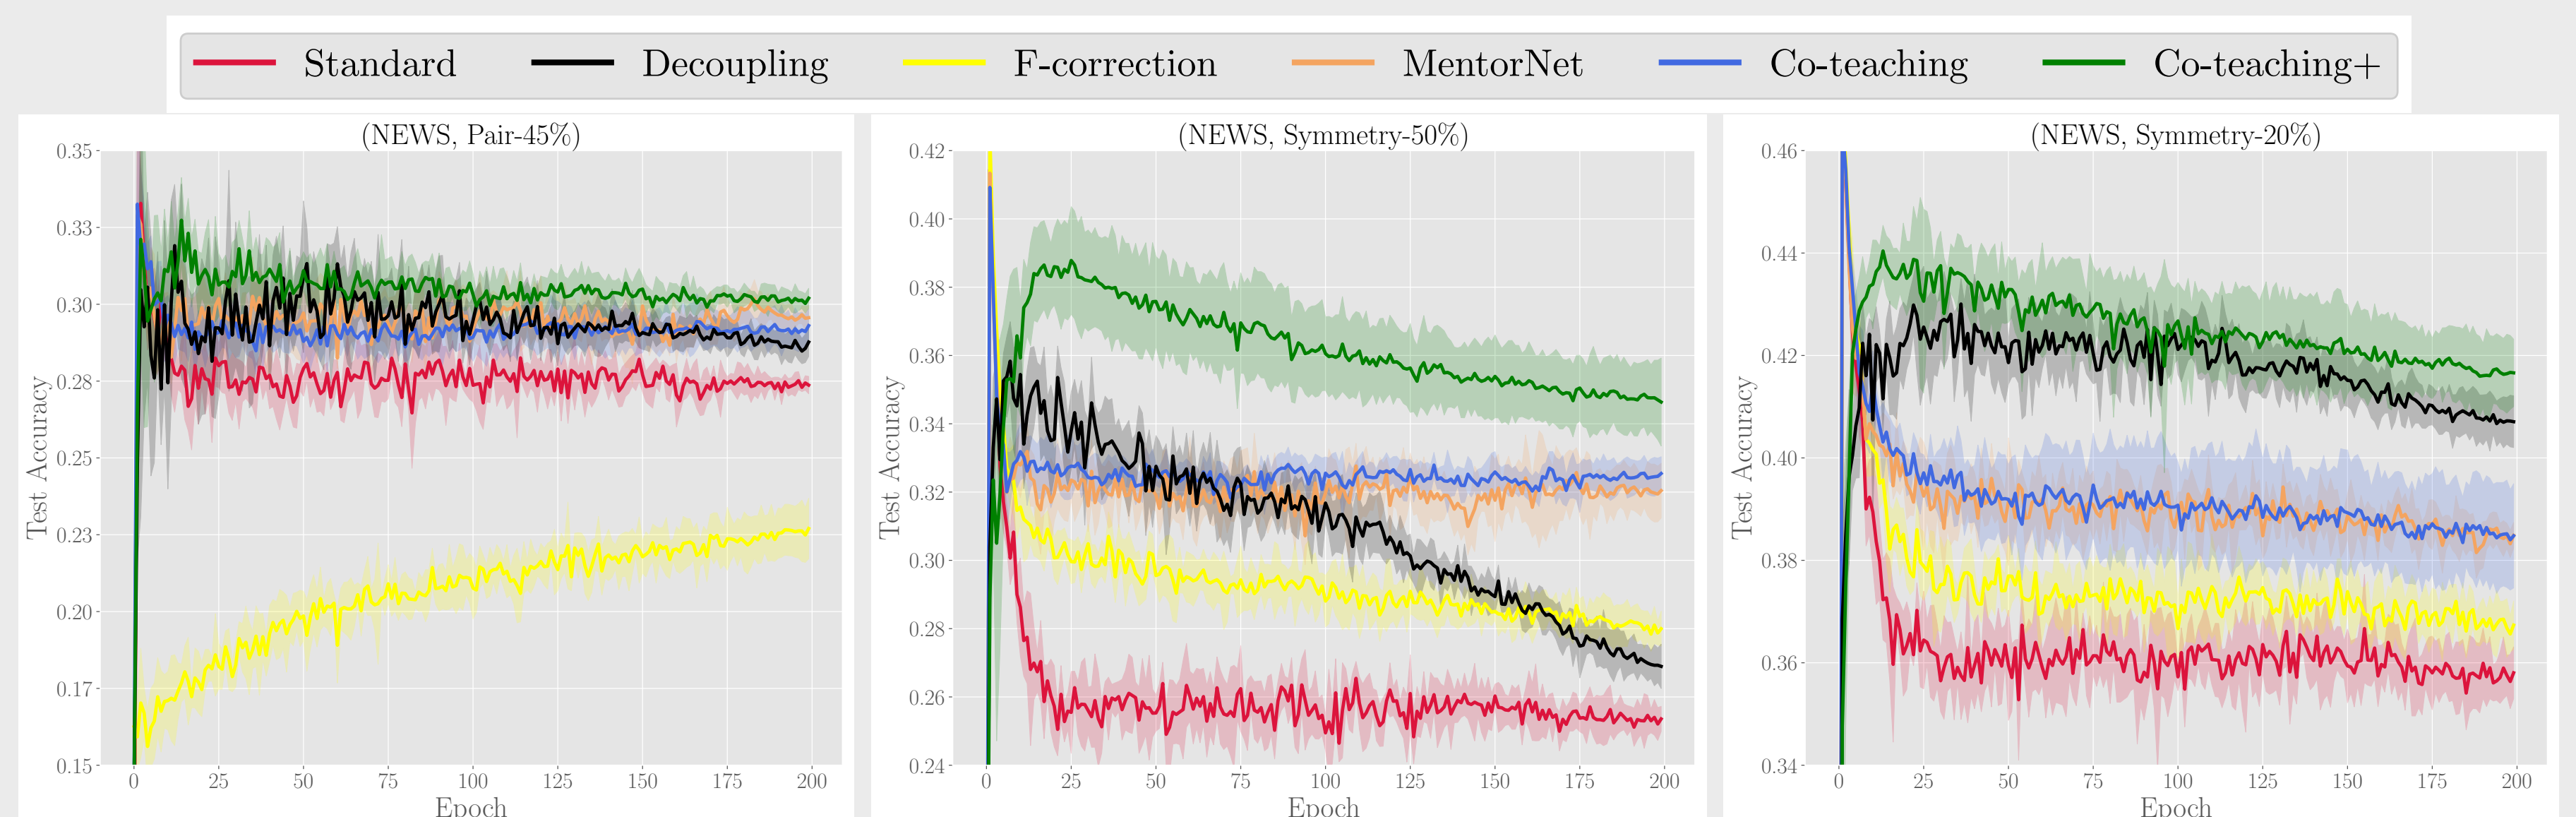 Standard Decoupling F-correction MentorNet Co-teaching Co-teaching+
(NEWS, Pair-45%)
0.35
0.33
0.30
0.28
0.25
0.23
0.20
0.17
0.15
Test Accuracy
0 25 50 75 100 125 150 175 200
Epoch
(NEWS, Symmetry-50%)
0.42
0.40
0.38
0.36
0.34
0.32
0.30
0.28
0.26
0.24
Test Accuracy
0 25 50 75 100 125 150 175 200
Epoch
(NEWS, Symmetry-20%)
0.46
0.44
0.42
0.40
0.38
0.36
0.34
Test Accuracy
0 25 50 75 100 125 150 175 200
Epoch